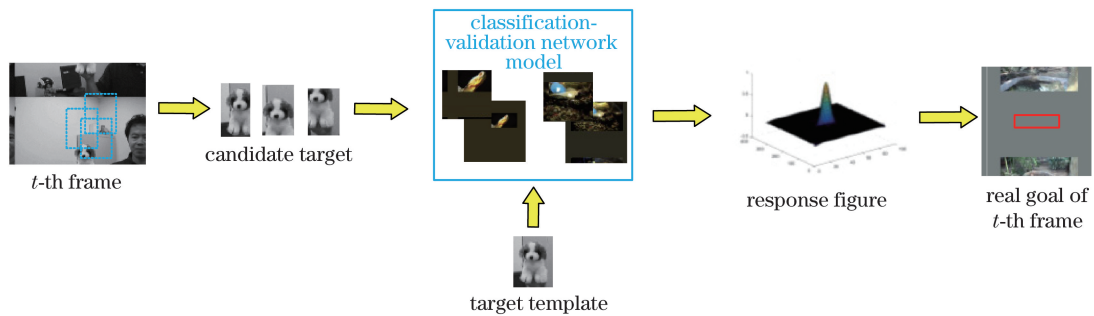 classification-
validation network
model
t-th frame
candidate target
target template
response figure
real goal of
t-th frame